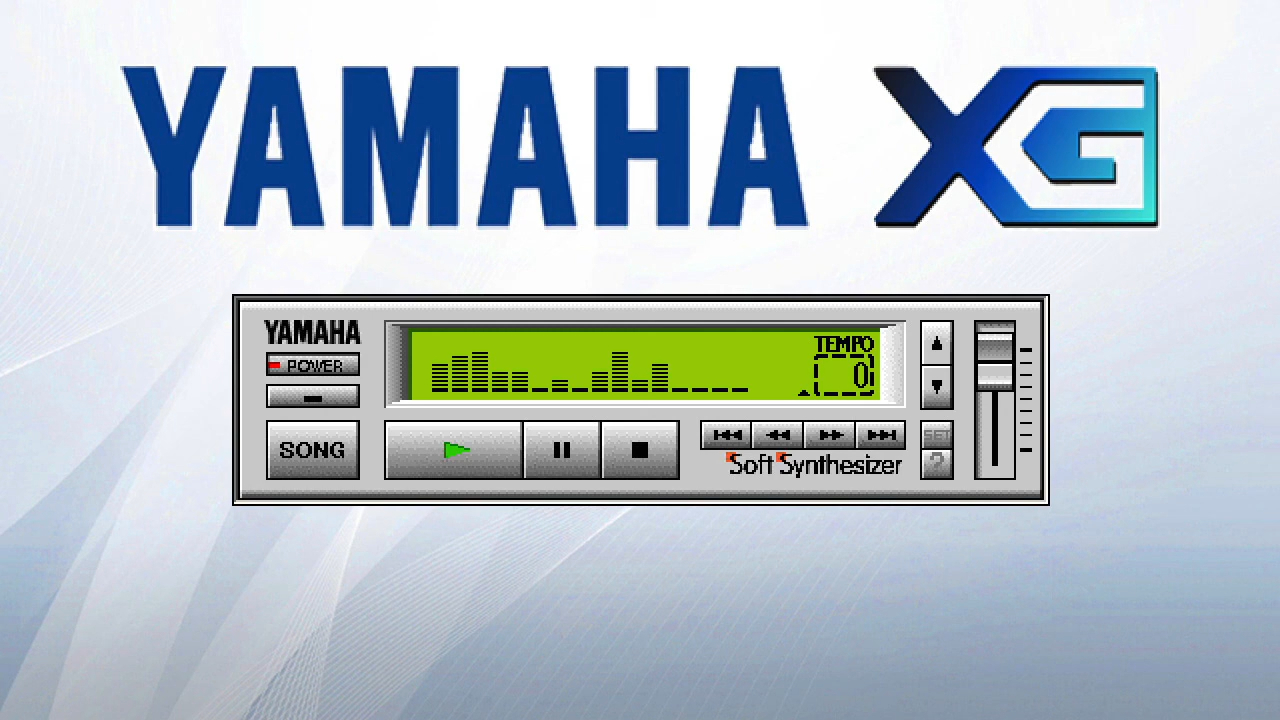 YAMAHA XG
YAMAHA
POWER
TEMPO
0
SONG
SET
?
Soft Synthesizer